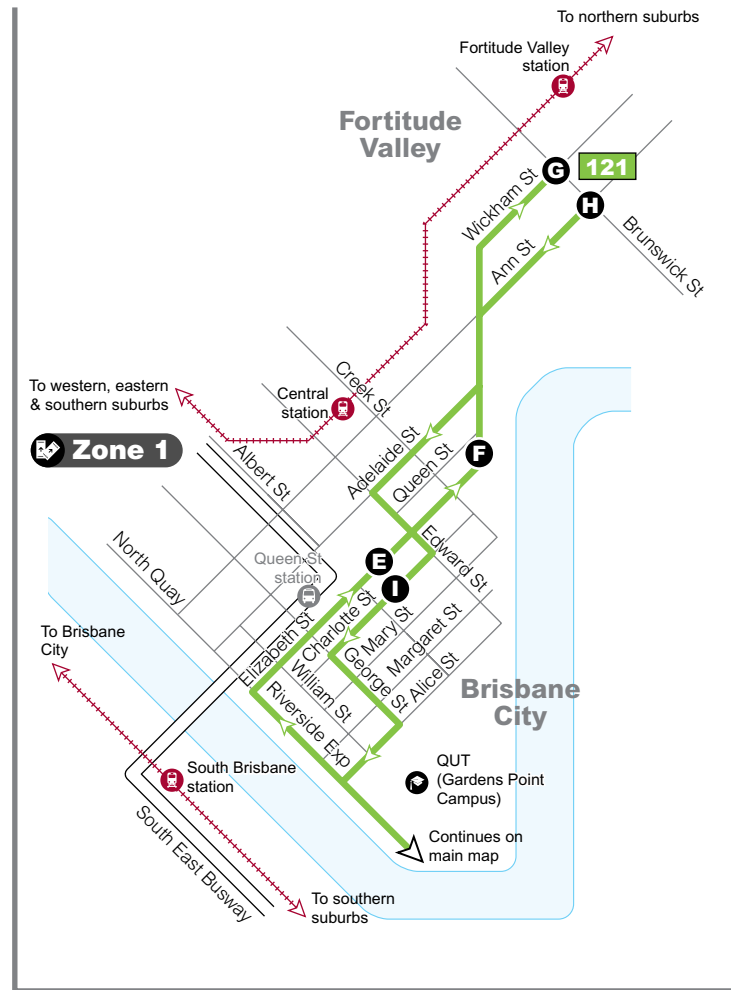 To northern suburbs
Fortitude Valley
station
Fortitude
Valley
G
121
H
Wickham St
Ann St
Brunswick St
Creek St
To western, eastern
& southern suburbs
Central
station
Zone 1
Albert St
Adelaide St
Queen St
F
North Quay
Queen St
station
E
I
Edward St
Elizabeth St
Charlotte St
Mary St
Margaret St
George St
Alice St
William St
Riverside Exp
To Brisbane
City
Brisbane
City
South Brisbane
station
QUT
(Gardens Point
Campus)
Continues on
main map
South East Busway
To southern
suburbs